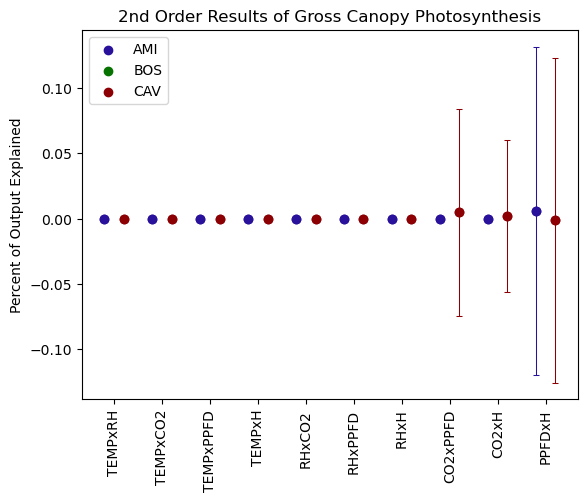 2nd Order Results of Gross Canopy Photosynthesis
AMI
BOS
CAV
Percent of Output Explained
0.10
0.05
0.00
−0.05
−0.10
TEMPxRH
TEMPxCO2
TEMPxPPFD
TEMPxH
RHxCO2
RHxPPFD
RHxH
CO2xPPFD
CO2xH
PPFDxH